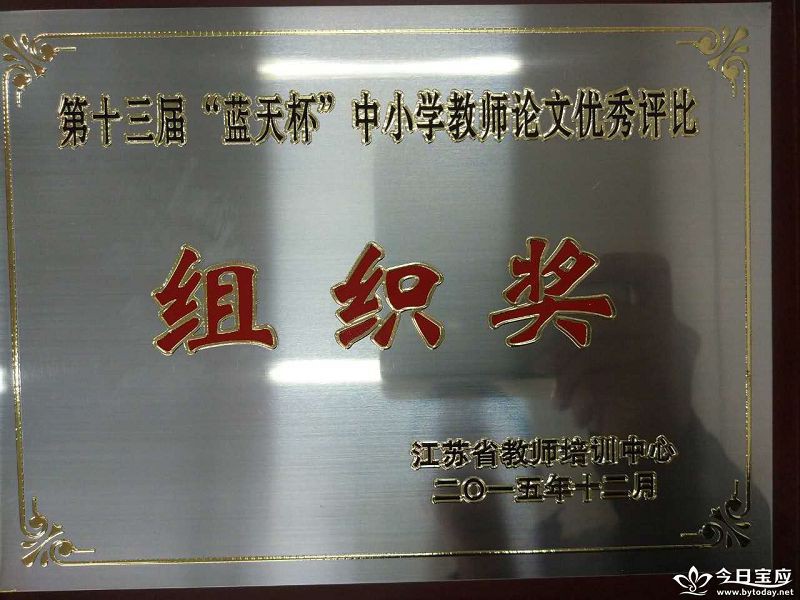 第十三届“蓝天杯”中小学教师论文优秀评比
组织奖
江苏省教师培训中心
二〇一五年十二月
今日宝应
www.bytoday.net